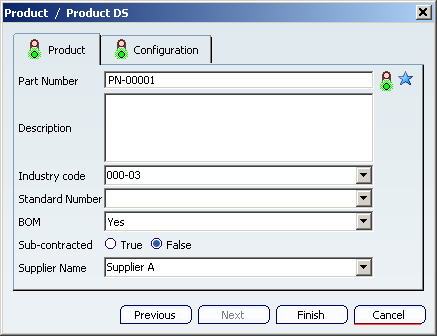 Product / Product DS
Product
Configuration
Part Number PN-00001
Description
Industry code 000-03
Standard Number
BOM Yes
Sub-contracted True False
Supplier Name Supplier A
Previous Next Finish Cancel